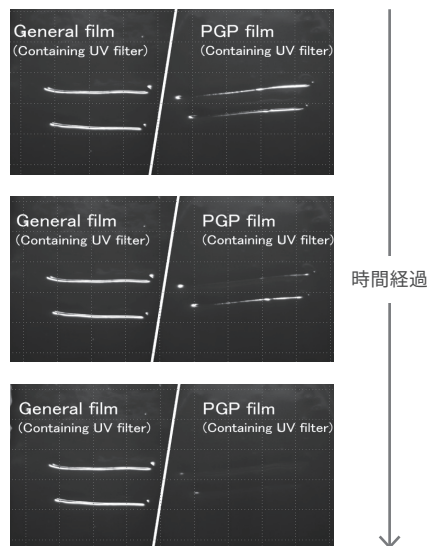 General film
(Containing UV filter)
PGP film
(Containing UV filter)
General film
(Containing UV filter)
PGP film
(Containing UV filter)
時間経過
General film
(Containing UV filter)
PGP film
(Containing UV filter)